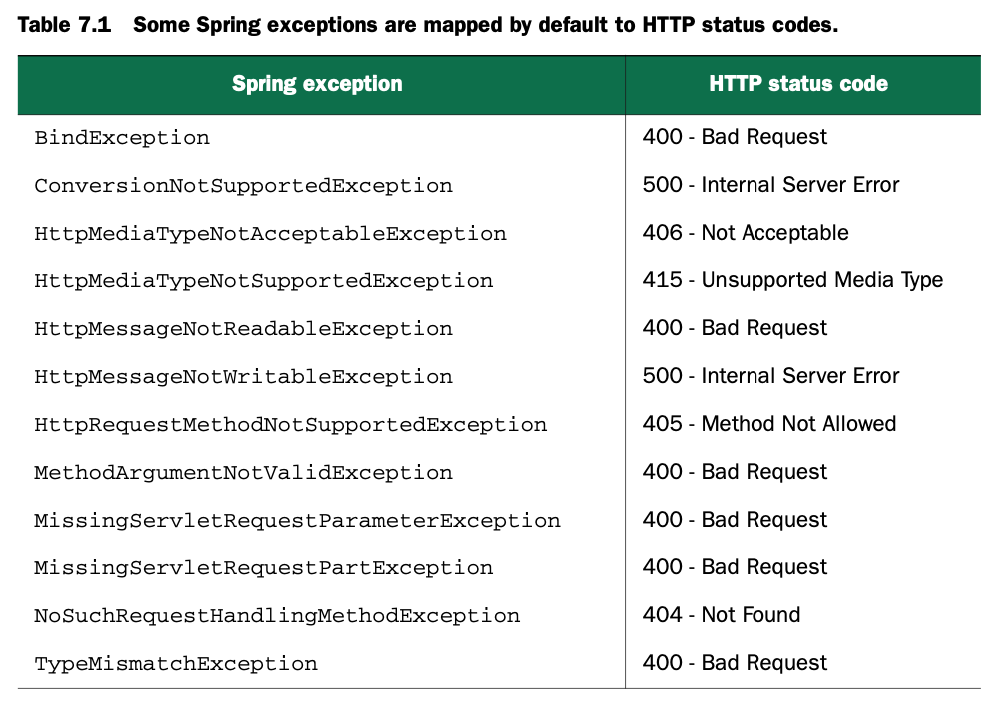 Table 7.1 Some Spring exceptions are mapped by default to HTTP status codes.
Spring exception HTTP status code
BindException 400 - Bad Request
ConversionNotSupportedException 500 - Internal Server Error
HttpMediaTypeNotAcceptableException 406 - Not Acceptable
HttpMediaTypeNotSupportedException 415 - Unsupported Media Type
HttpMessageNotReadableException 400 - Bad Request
HttpMessageNotWritableException 500 - Internal Server Error
HttpRequestMethodNotSupportedException 405 - Method Not Allowed
MethodArgumentNotValidException 400 - Bad Request
MissingServletRequestParameterException 400 - Bad Request
MissingServletRequestPartException 400 - Bad Request
NoSuchRequestHandlingMethodException 404 - Not Found
TypeMismatchException 400 - Bad Request